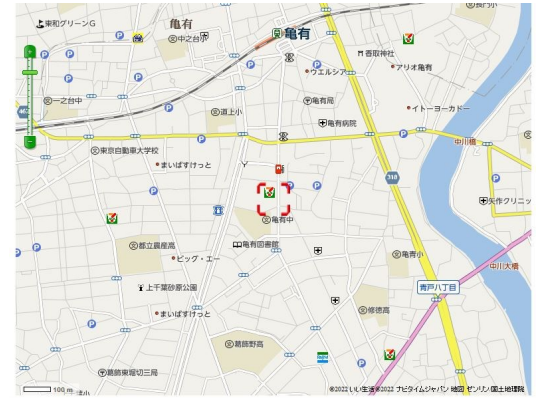 東和グリーンG
亀有
中之台小
亀有
香取神社
アリオ亀有
ウエルシア
一之台中
亀有局
道上小
イトーヨーカドー
亀有病院
中川橋
東京自動車大学校
まいばすけっと
318
矢作クリニッ
亀有中
都立農産高
亀有図書館
ビッグ・エー
亀青小
中川大橋
上千葉砂原公園
青戸八丁目
まいばすけっと
修徳高
葛飾野高
葛飾東堀切三局
100 m
©2022 いい生活©2022 ナビタイムジャパン 地図 ゼンリン/国土地理院